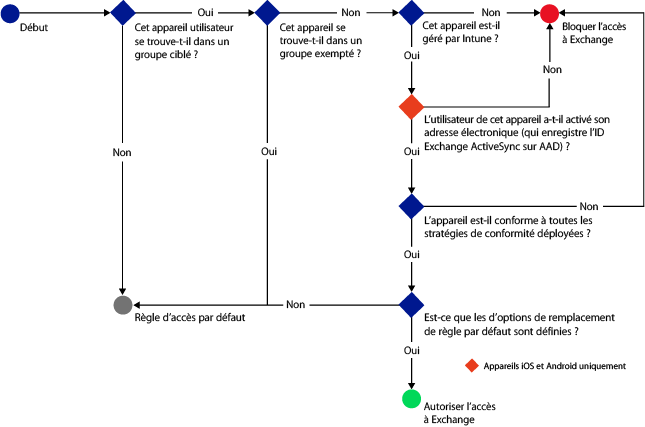 Début
Oui
Cet appareil utilisateur
se trouve-t-il dans un
groupe ciblé ?
Non
Cet appareil se
trouve-t-il dans un
groupe exempté ?
Non
Cet appareil est-il
géré par Intune ?
Bloquer l'accès
à Exchange
Oui
Non
L'utilisateur de cet appareil a-t-il activé son
adresse électronique (qui enregistre l'ID
Exchange ActiveSync sur AAD) ?
Non
Oui
Oui
Non
L'appareil est-il conforme à toutes les
stratégies de conformité déployées ?
Oui
Non
Règle d'accès par défaut
Est-ce que les d'options de remplacement
de règle par défaut sont définies ?
Oui
Appareils iOS et Android uniquement
Autoriser l'accès
à Exchange